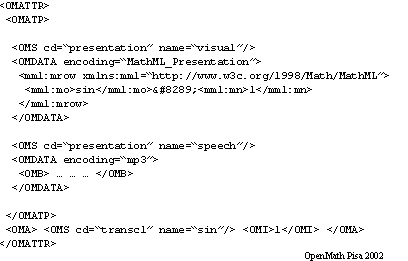 <OMATTR>
<OMATP>
<OMS cd=“presentation” name=“visual”/>
<OMDATA encoding=“MathML_Presentation”>
<mml:mrow xmlns:mml=“http://www.w3c.org/1998/Math/MathML”>
<mml:mo>sin</mml:mo>&#8289;<mml:mn>1</mml:mn>
</mml:mrow>
</OMDATA>
<OMS cd=“presentation” name=“speech”/>
<OMDATA encoding=“mp3”>
<OMB> … … … </OMB>
</OMDATA>
</OMATP>
<OMA> <OMS cd=“transc1” name=“sin”/> <OMI>1</OMI> </OMA>
</OMATTR>
OpenMath Pisa 2002